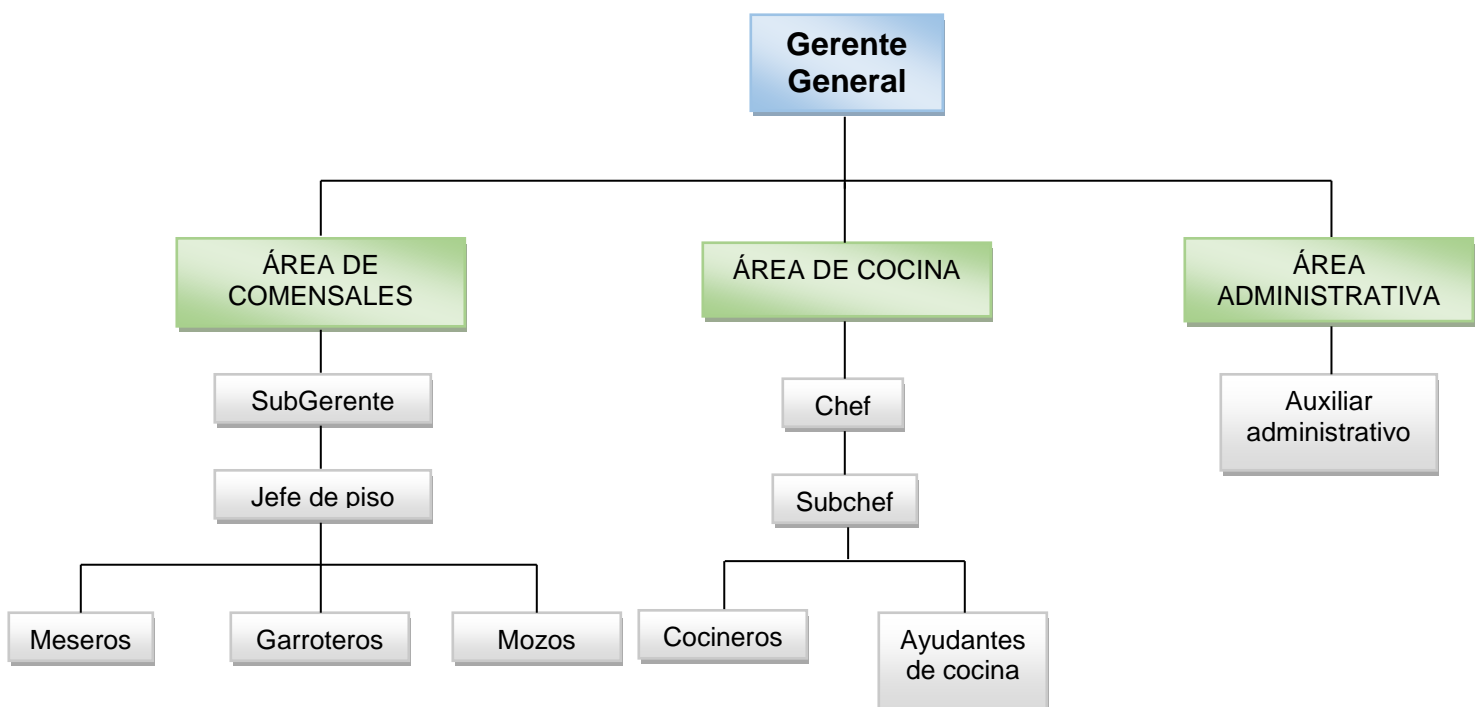 Gerente
General
ÁREA DE
COMENSALES
ÁREA DE COCINA
ÁREA
ADMINISTRATIVA
SubGerente
Chef
Auxiliar
administrativo
Jefe de piso
Subchef
Meseros
Garroteros
Mozos
Cocineros
Ayudantes
de cocina